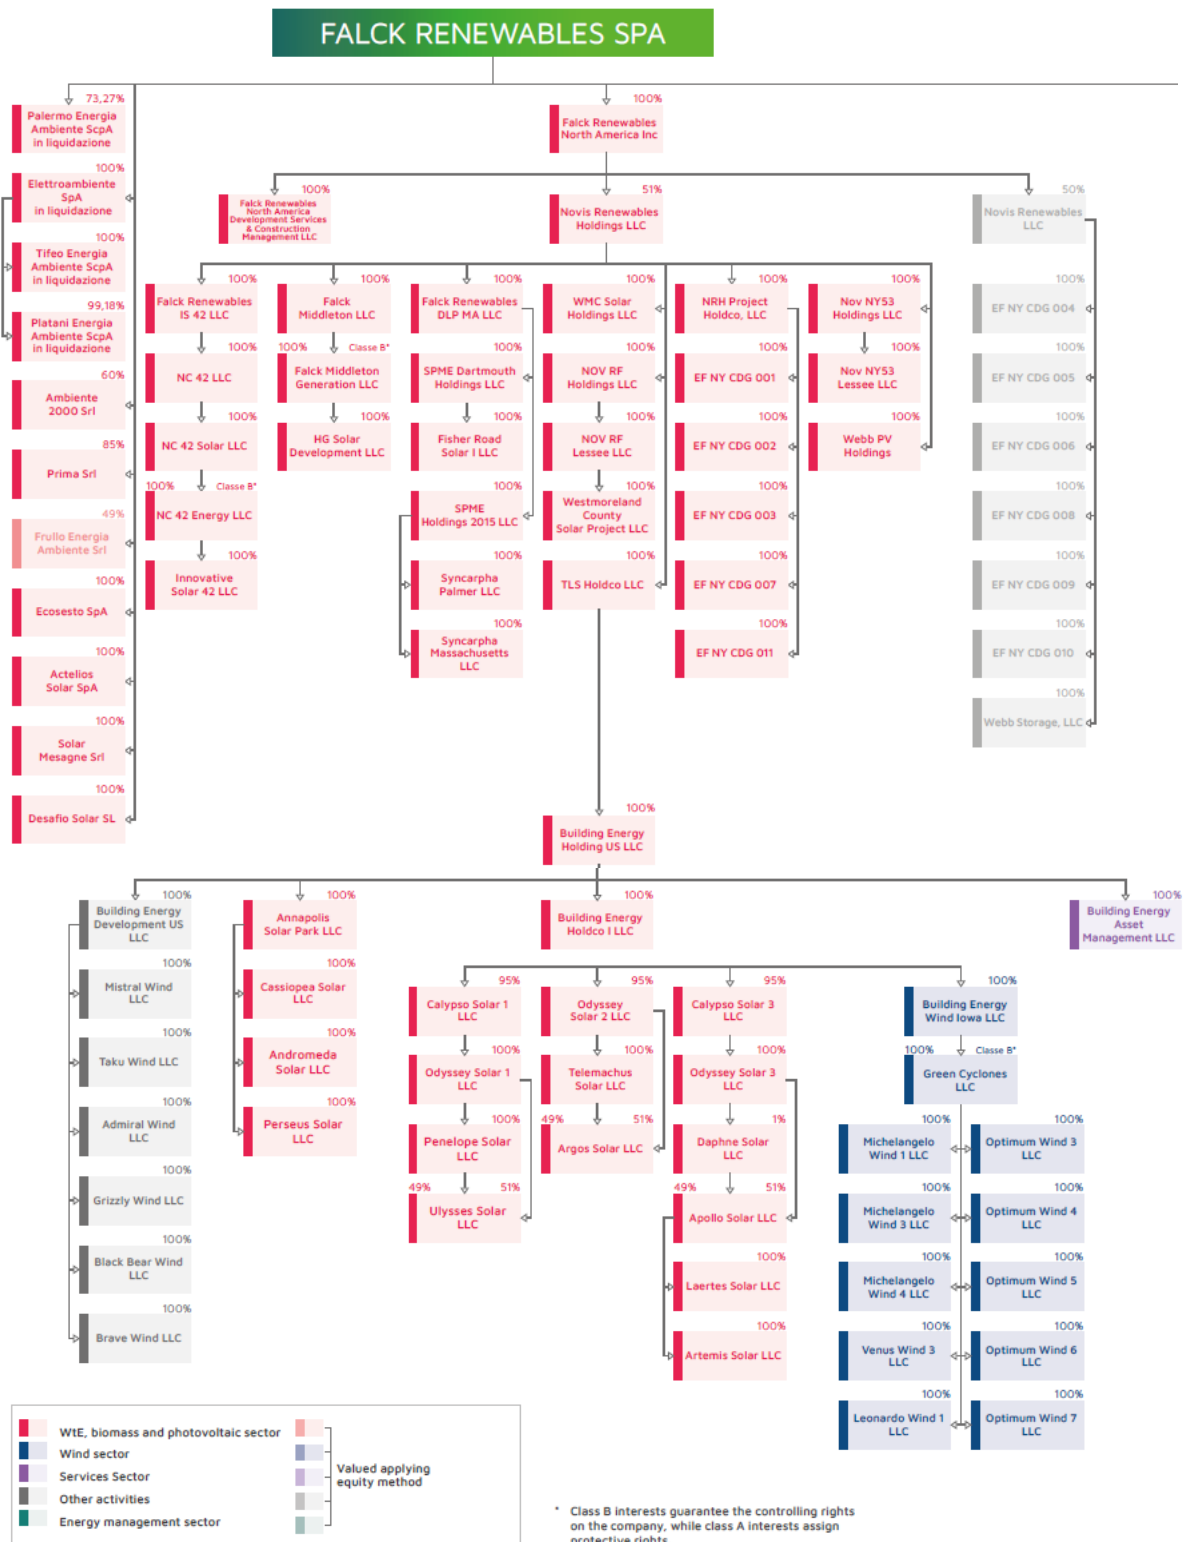 FALCK RENEWABLES SPA
73,27%
Palermo Energia
Ambiente ScpA
in liquidazione
100%
Elettroambiente
SpA
in liquidazione
100%
Tifeo Energia
Ambiente ScpA
in liquidazione
99,18%
Platani Energia
Ambiente ScpA
in liquidazione
60%
Ambiente
2000 Srl
85%
Prima Srl
49%
Frullo Energia
Ambiente Srl
100%
Ecosesto SpA
100%
Actelios
Solar SpA
100%
Solar
Mesagne Srl
100%
Desafio Solar SL
100%
Falck Renewables
North America Inc
100%
Falck Renewables
North America
Development Services
& Construction
Management LLC
51%
Novis Renewables
Holdings LLC
50%
Novis Renewables
LLC
100%
Falck Renewables
IS 42 LLC
100%
NC 42 LLC
100%
NC 42 Solar LLC
100% Classe B*
NC 42 Energy LLC
100%
Innovative
Solar 42 LLC
100%
Falck
Middleton LLC
100% Classe B*
Falck Middleton
Generation LLC
100%
HG Solar
Development LLC
100%
Falck Renewables
DLP MA LLC
100%
SPME Dartmouth
Holdings LLC
100%
Fisher Road
Solar I LLC
100%
SPME
Holdings 2015 LLC
100%
Syncarpha
Palmer LLC
100%
Syncarpha
Massachusetts
LLC
100%
WMC Solar
Holdings LLC
100%
NOV RF
Holdings LLC
100%
NOV RF
Lessee LLC
100%
Westmoreland
County
Solar Project LLC
100%
TLS Holdco LLC
100%
NRH Project
Holdco, LLC
100%
EF NY CDG 001
100%
EF NY CDG 002
100%
EF NY CDG 003
100%
EF NY CDG 007
100%
EF NY CDG 011
100%
Nov NY53
Holdings LLC
100%
Nov NY53
Lessee LLC
100%
Webb PV
Holdings
100%
EF NY CDG 004
100%
EF NY CDG 005
100%
EF NY CDG 006
100%
EF NY CDG 008
100%
EF NY CDG 009
100%
EF NY CDG 010
100%
Webb Storage, LLC
100%
Building Energy
Holding US LLC
100%
Building Energy
Development US
LLC
100%
Mistral Wind
LLC
100%
Taku Wind LLC
100%
Admiral Wind
LLC
100%
Grizzly Wind LLC
100%
Black Bear Wind
LLC
100%
Brave Wind LLC
100%
Annapolis
Solar Park LLC
100%
Cassiopea Solar
LLC
100%
Andromeda
Solar LLC
100%
Perseus Solar
LLC
100%
Building Energy
Holdco I LLC
100%
Building Energy
Asset
Management LLC
95%
Calypso Solar 1
LLC
100%
Odyssey Solar 1
LLC
100%
Penelope Solar
LLC
49% 51%
Ulysses Solar
LLC
95%
Odyssey
Solar 2 LLC
100%
Telemachus
Solar LLC
49% 51%
Argos Solar LLC
95%
Calypso Solar 3
LLC
100%
Odyssey Solar 3
LLC
1%
Daphne Solar
LLC
49% 51%
Apollo Solar LLC
100%
Laertes Solar LLC
100%
Artemis Solar LLC
100%
Building Energy
Wind Iowa LLC
100% Classe B*
Green Cyclones
LLC
100%
Michelangelo
Wind 1 LLC
100%
Michelangelo
Wind 3 LLC
100%
Michelangelo
Wind 4 LLC
100%
Venus Wind 3
LLC
100%
Leonardo Wind 1
LLC
100%
Optimum Wind 3
LLC
100%
Optimum Wind 4
LLC
100%
Optimum Wind 5
LLC
100%
Optimum Wind 6
LLC
100%
Optimum Wind 7
LLC
WtE, biomass and photovoltaic sector
Wind sector
Services Sector
Other activities
Energy management sector
Valued applying
equity method
* Class B interests guarantee the controlling rights
on the company, while class A interests assign
protective rights